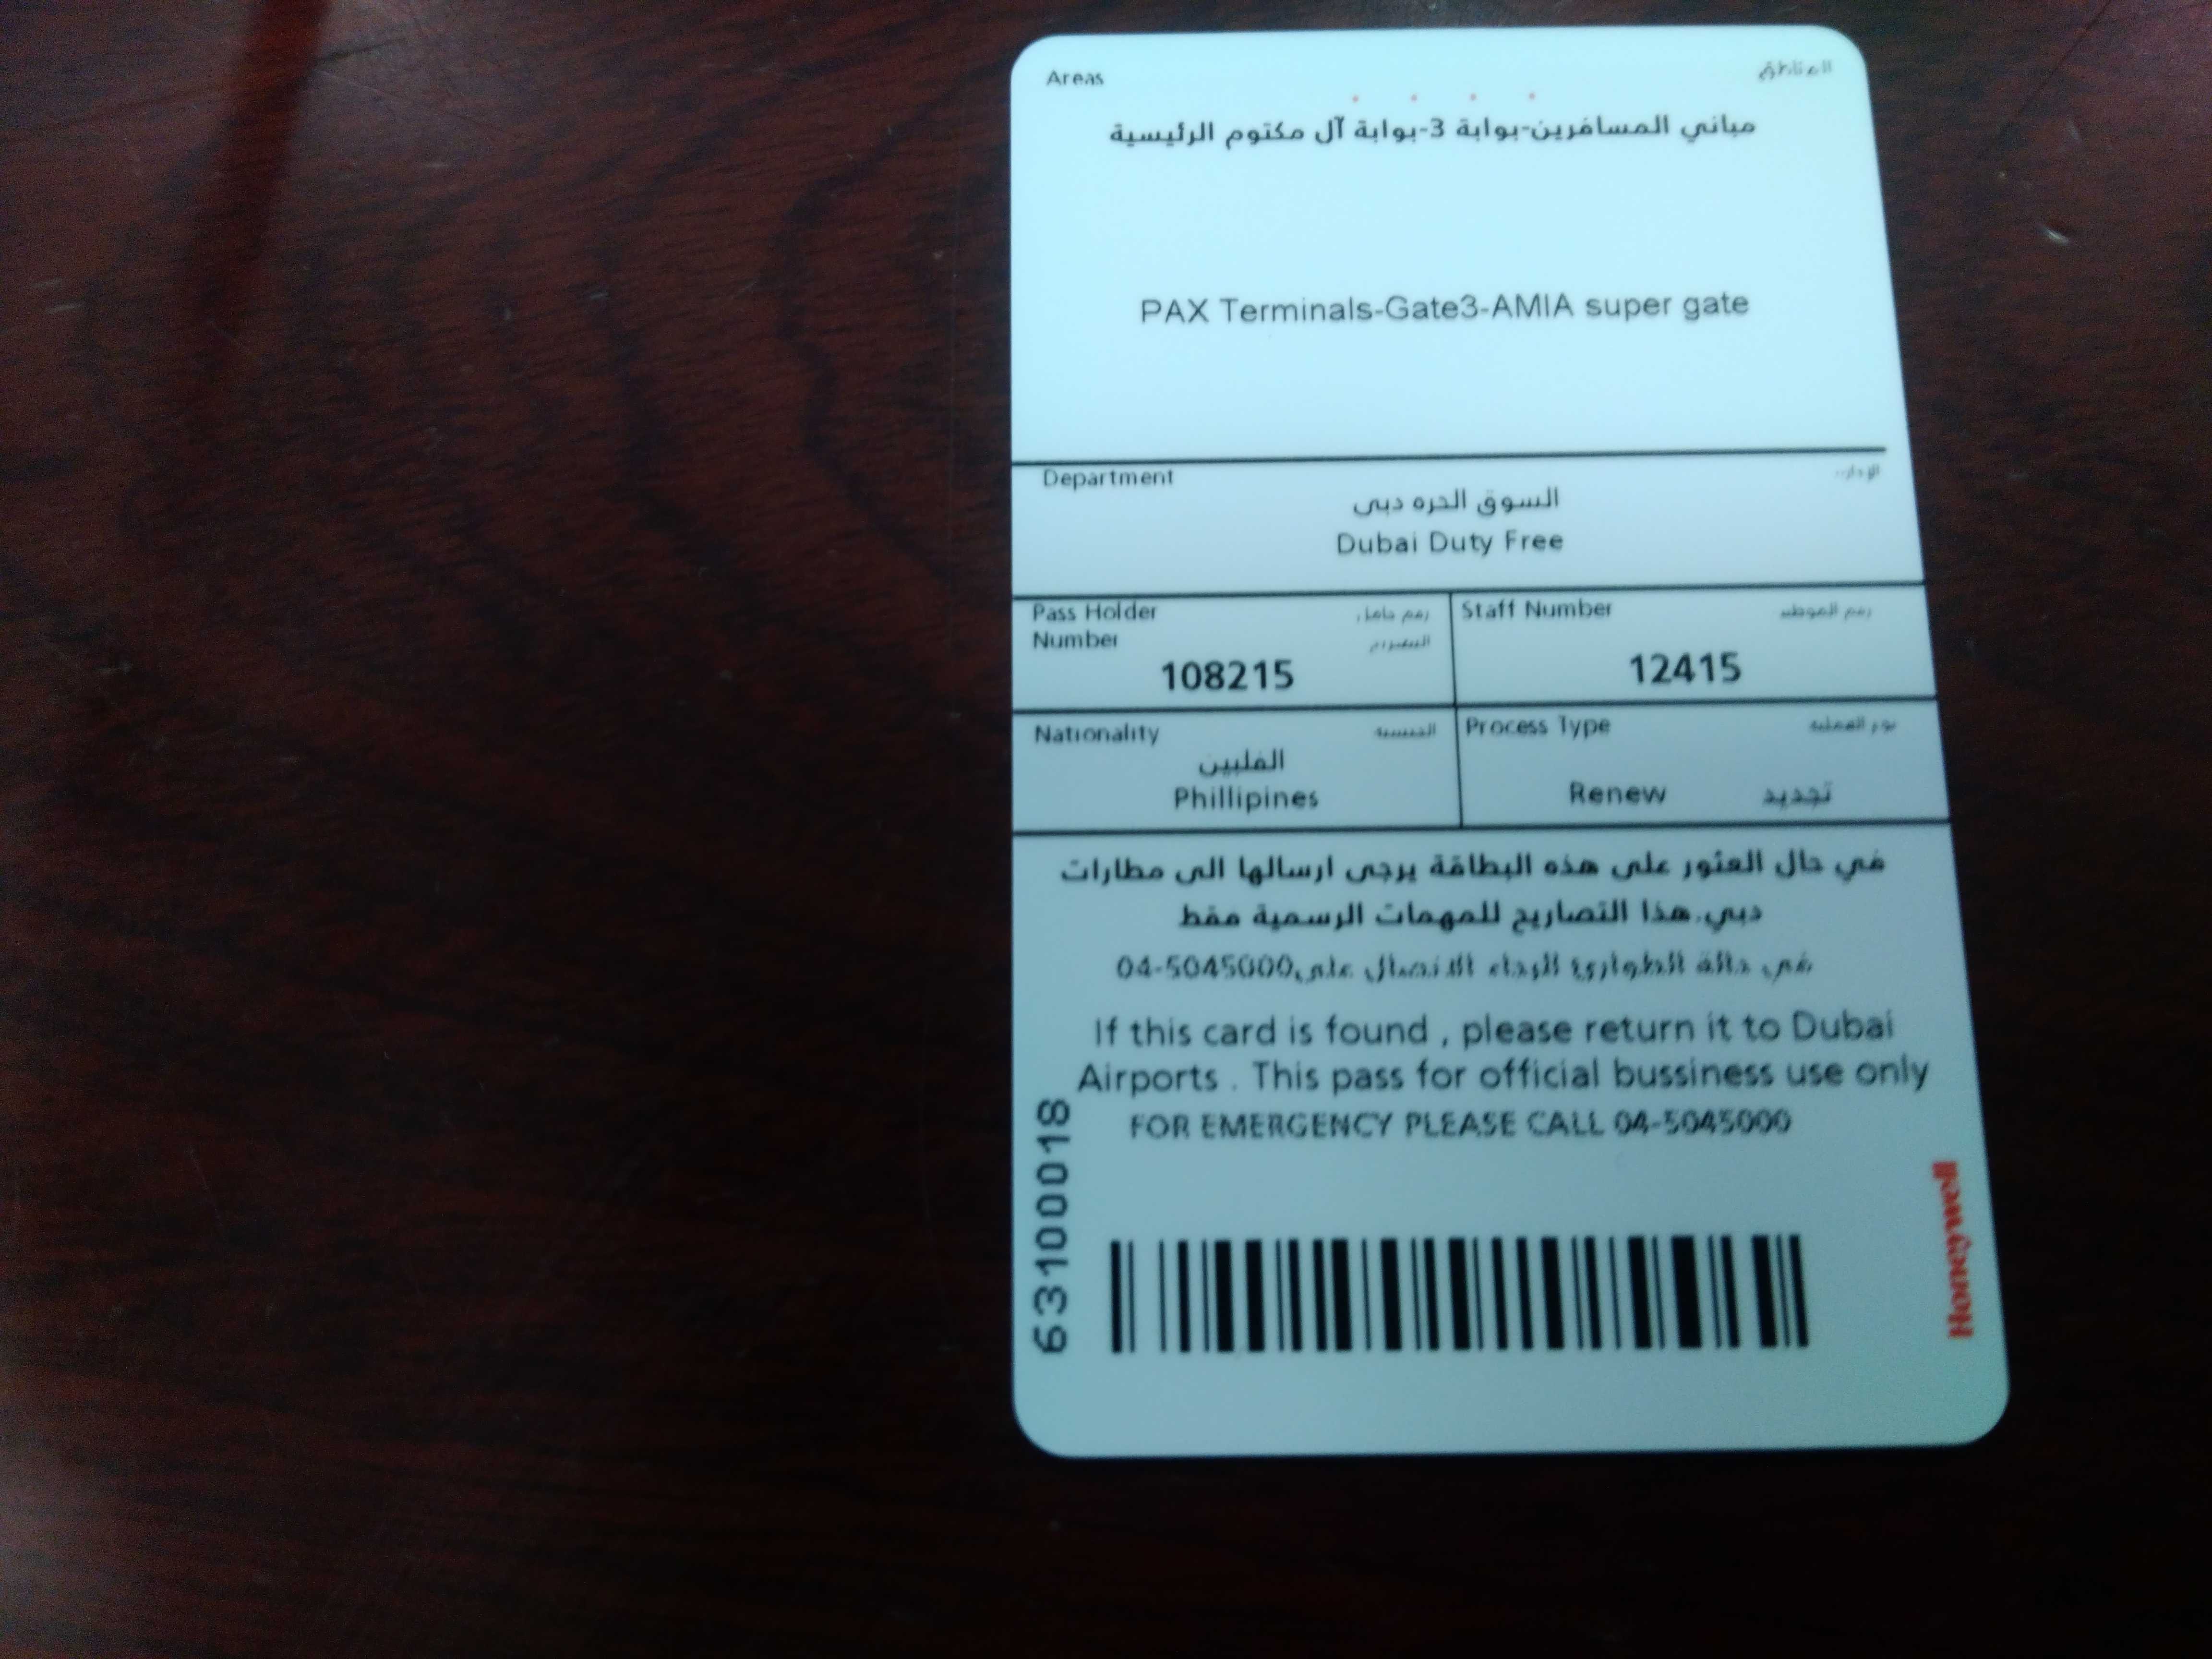 Areas المناطق
مباني المسافرين-بوابة 3-بوابة آل مكتوم الرئيسية
PAX Terminals-Gate3-AMIA super gate
Department
السوق الحره دبى
Dubai Duty Free
Pass Holder رقم حامل
Number
108215
Staff Number
12415
Nationality الجنسية
الفلبين
Phillipines
Process Type
Renew تجديد
في حال العثور على هذه البطاقة يرجى ارسالها الى مطارات
دبي.هذا التصاريح للمهمات الرسمية فقط
في حالة الطوارئ الرجاء الاتصال على04-5045000
If this card is found , please return it to Dubai
Airports . This pass for official bussiness use only
FOR EMERGENCY PLEASE CALL 04-5045000
63100018
Honeywell